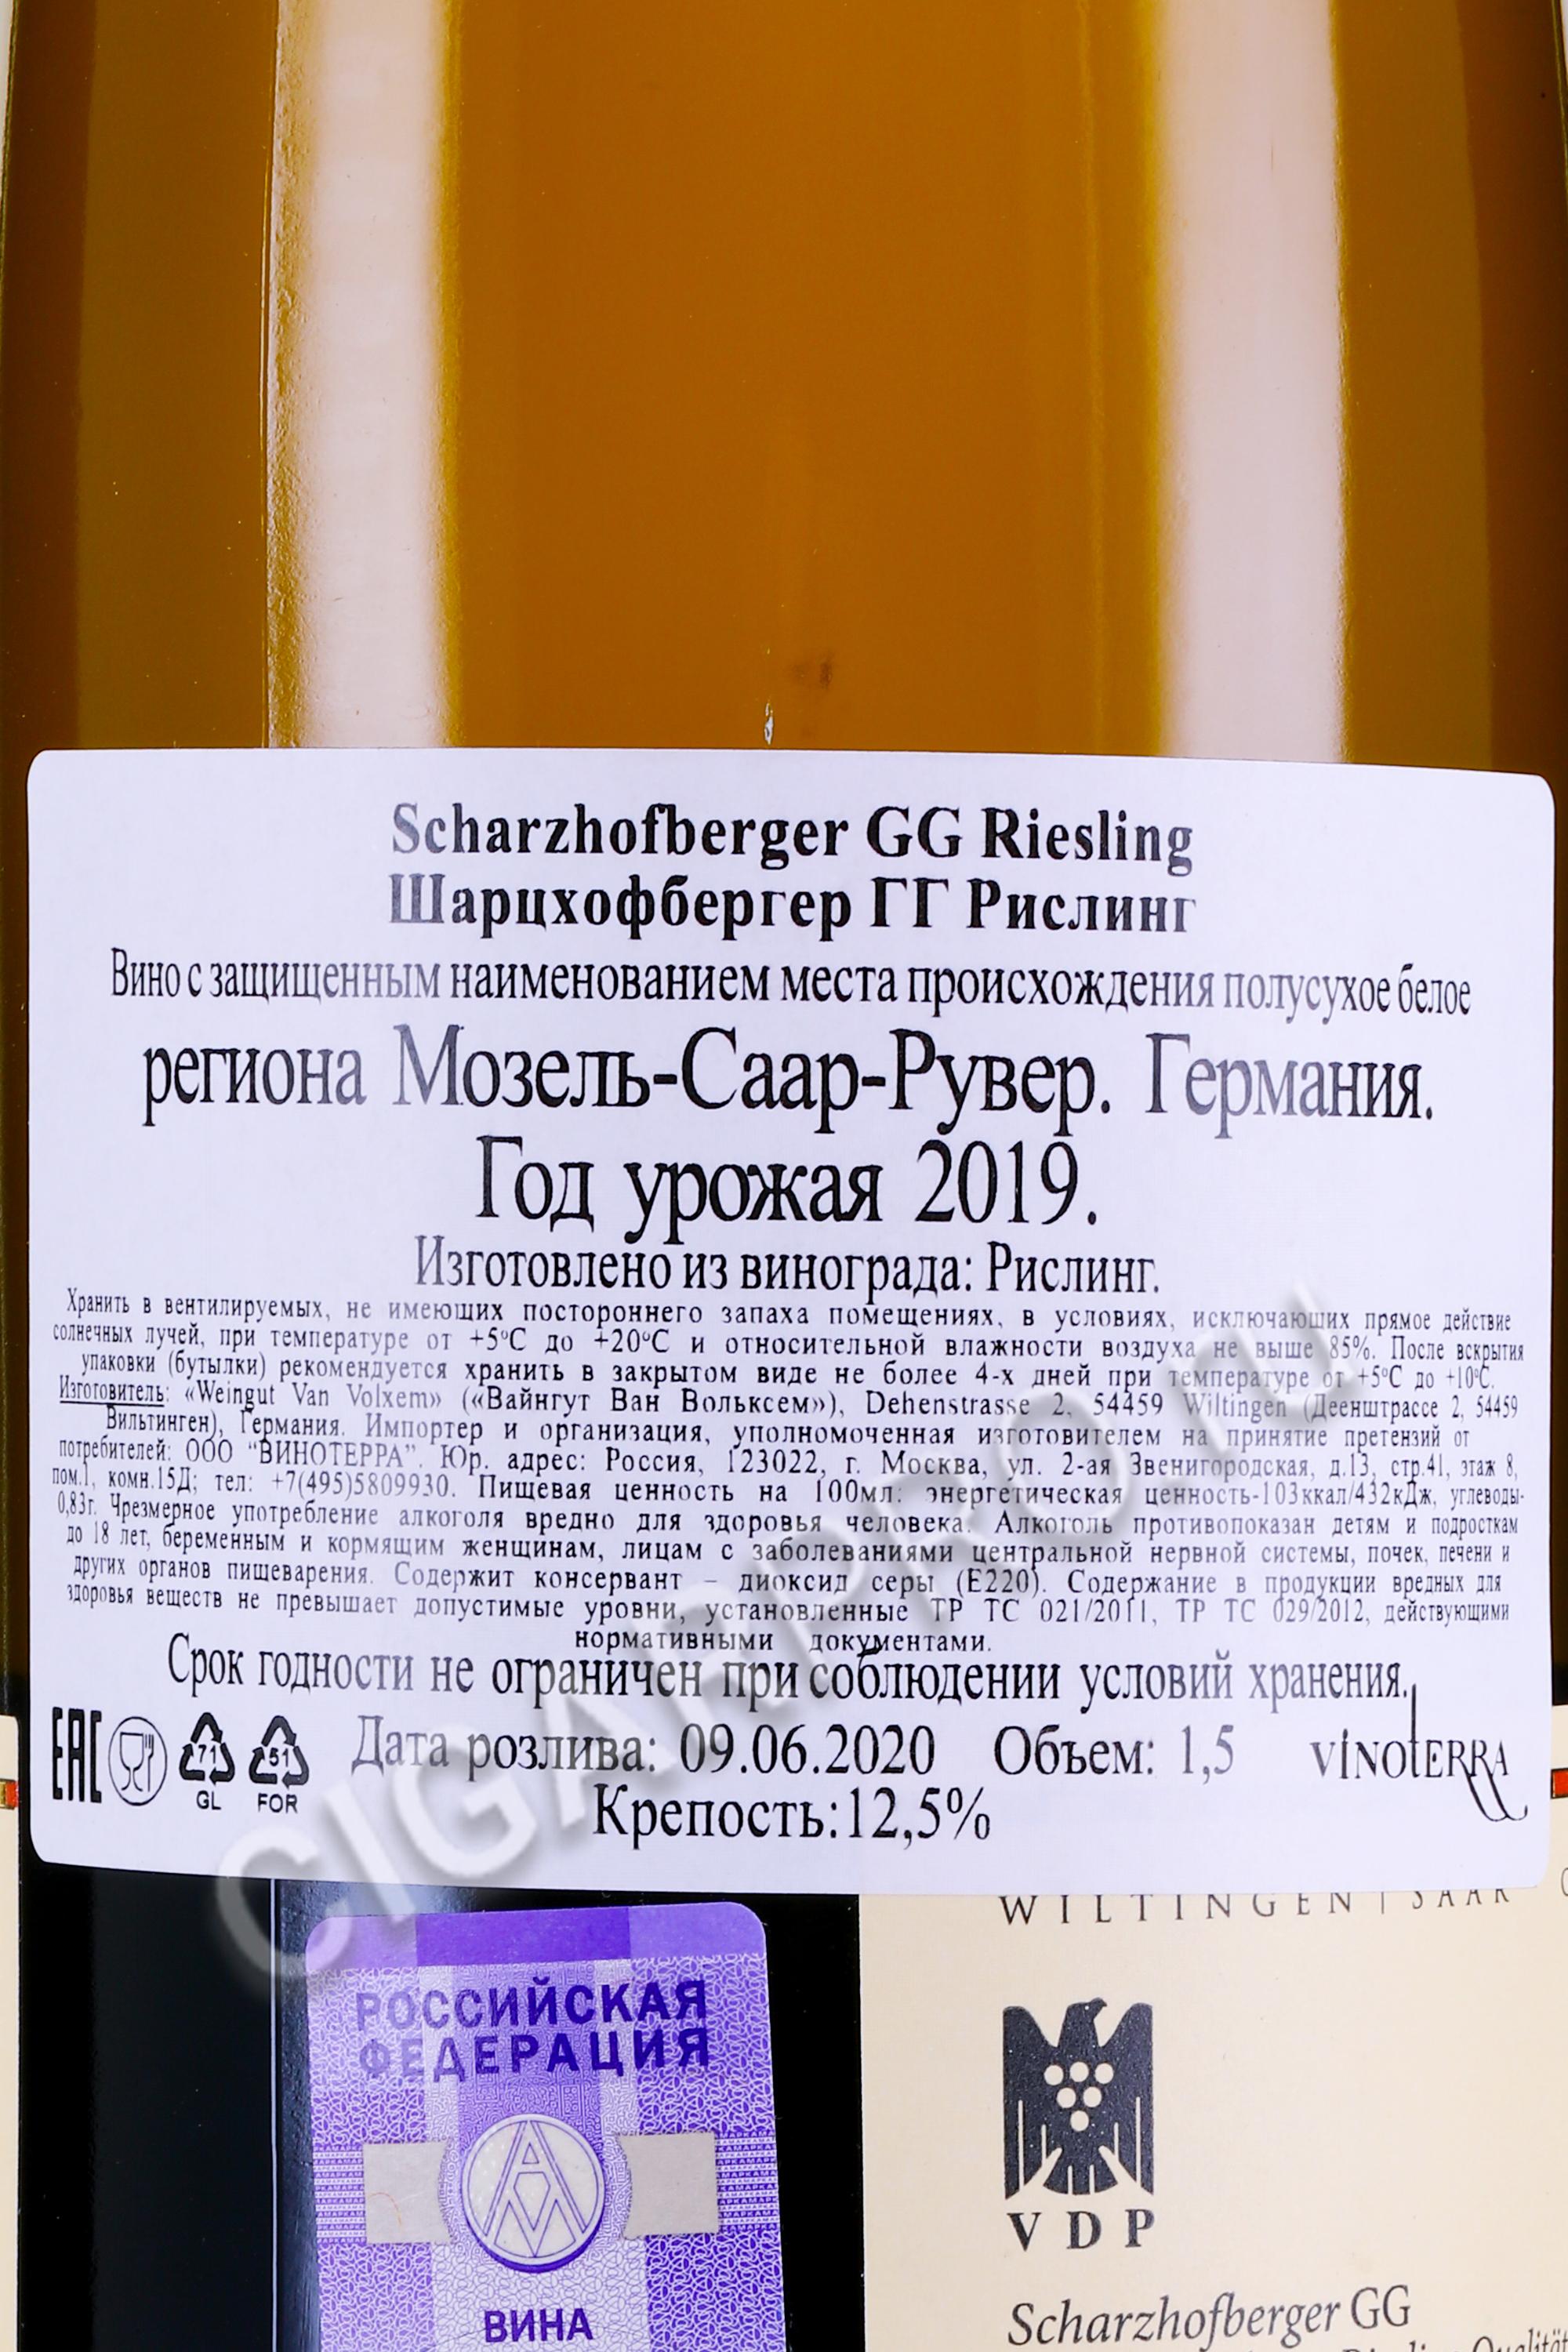 Scharzhofberger GG Riesling
Шарцхофбергер ГГ Рислинг
Вино с защищенным наименованием места происхождения полусухое белое
региона Мозель-Саар-Рувер. Германия.
Год урожая 2019.
Изготовлено из винограда: Рислинг.
Хранить в вентилируемых, не имеющих постороннего запаха помещениях, в условиях, исключающих прямое действие
солнечных лучей, при температуре от +5ºС до +20ºС и относительной влажности воздуха не выше 85%. После вскрытия
упаковки (бутылки) рекомендуется хранить в закрытом виде не более 4-х дней при температуре от +5ºС до +10ºС.
Изготовитель: «Weingut Van Volxem» («Вайнгут Ван Вольксем»), Dehenstrasse 2, 54459 Wiltingen (Деенштрассе 2, 54459
Вильтинген), Германия. Импортер и организация, уполномоченная изготовителем на принятие претензий от
потребителей: ООО “ВИНОТЕРРА”. Юр. адрес: Россия, 123022, г. Москва, ул. 2-ая Звенигородская, д.13, стр.41, этаж 8,
пом.1, комн.15Д; тел: +7(495)5809930. Пищевая ценность на 100мл: энергетическая ценность-103ккал/432кДж, углеводы-
0,83г. Чрезмерное употребление алкоголя вредно для здоровья человека. Алкоголь противопоказан детям и подросткам
до 18 лет, беременным и кормящим женщинам, лицам с заболеваниями центральной нервной системы, почек, печени и
других органов пищеварения. Содержит консервант – диоксид серы (Е220). Содержание в продукции вредных для
здоровья веществ не превышает допустимые уровни, установленные ТР ТС 021/2011, ТР ТС 029/2012, действующими
нормативными документами.
Срок годности не ограничен при соблюдении условий хранения.
EAC 71 GL 51 FOR Дата розлива: 09.06.2020 Объем: 1,5 VINOTERRA
Крепость:12,5%
CIGARPRO.ru
WILTINGEN | SAAR
РОССИЙСКАЯ
ФЕДЕРАЦИЯ
ВИНА
VDP
Scharzhofberger GG